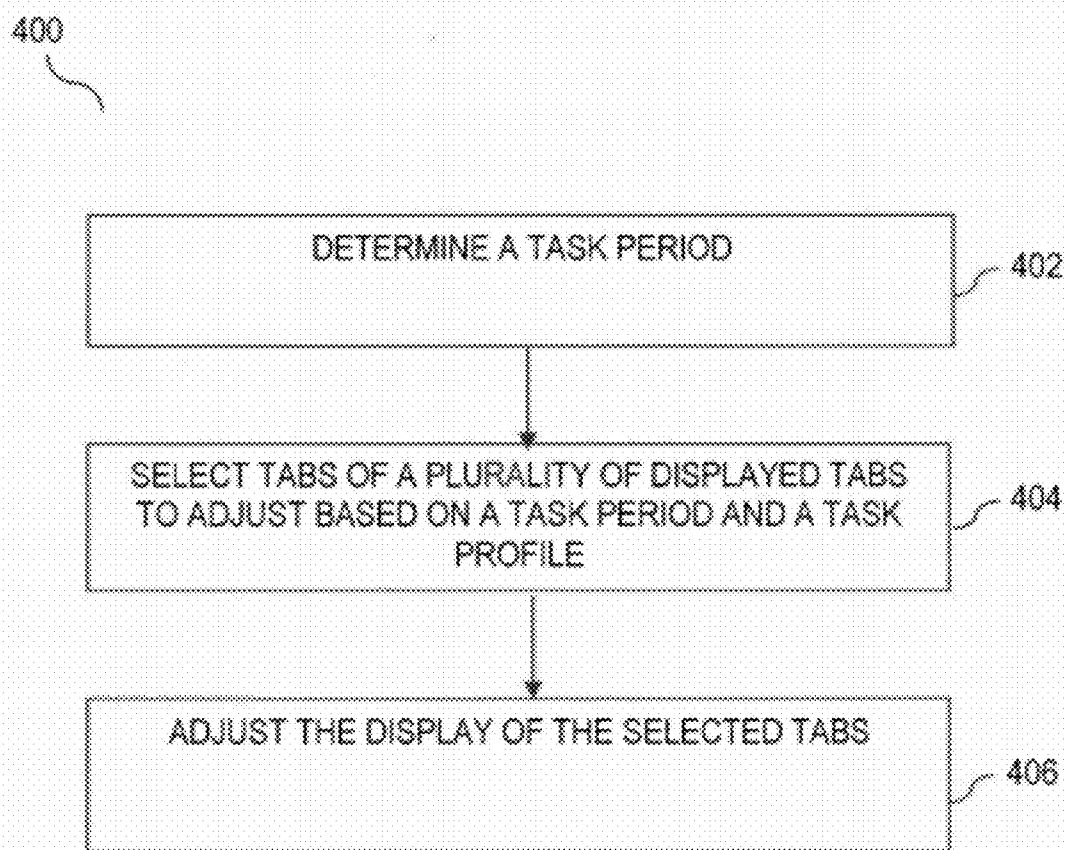 400
DETERMINE A TASK PERIOD
402
SELECT TABS OF A PLURALITY OF DISPLAYED TABS
TO ADJUST BASED ON A TASK PERIOD AND A TASK
PROFILE
404
ADJUST THE DISPLAY OF THE SELECTED TABS
406